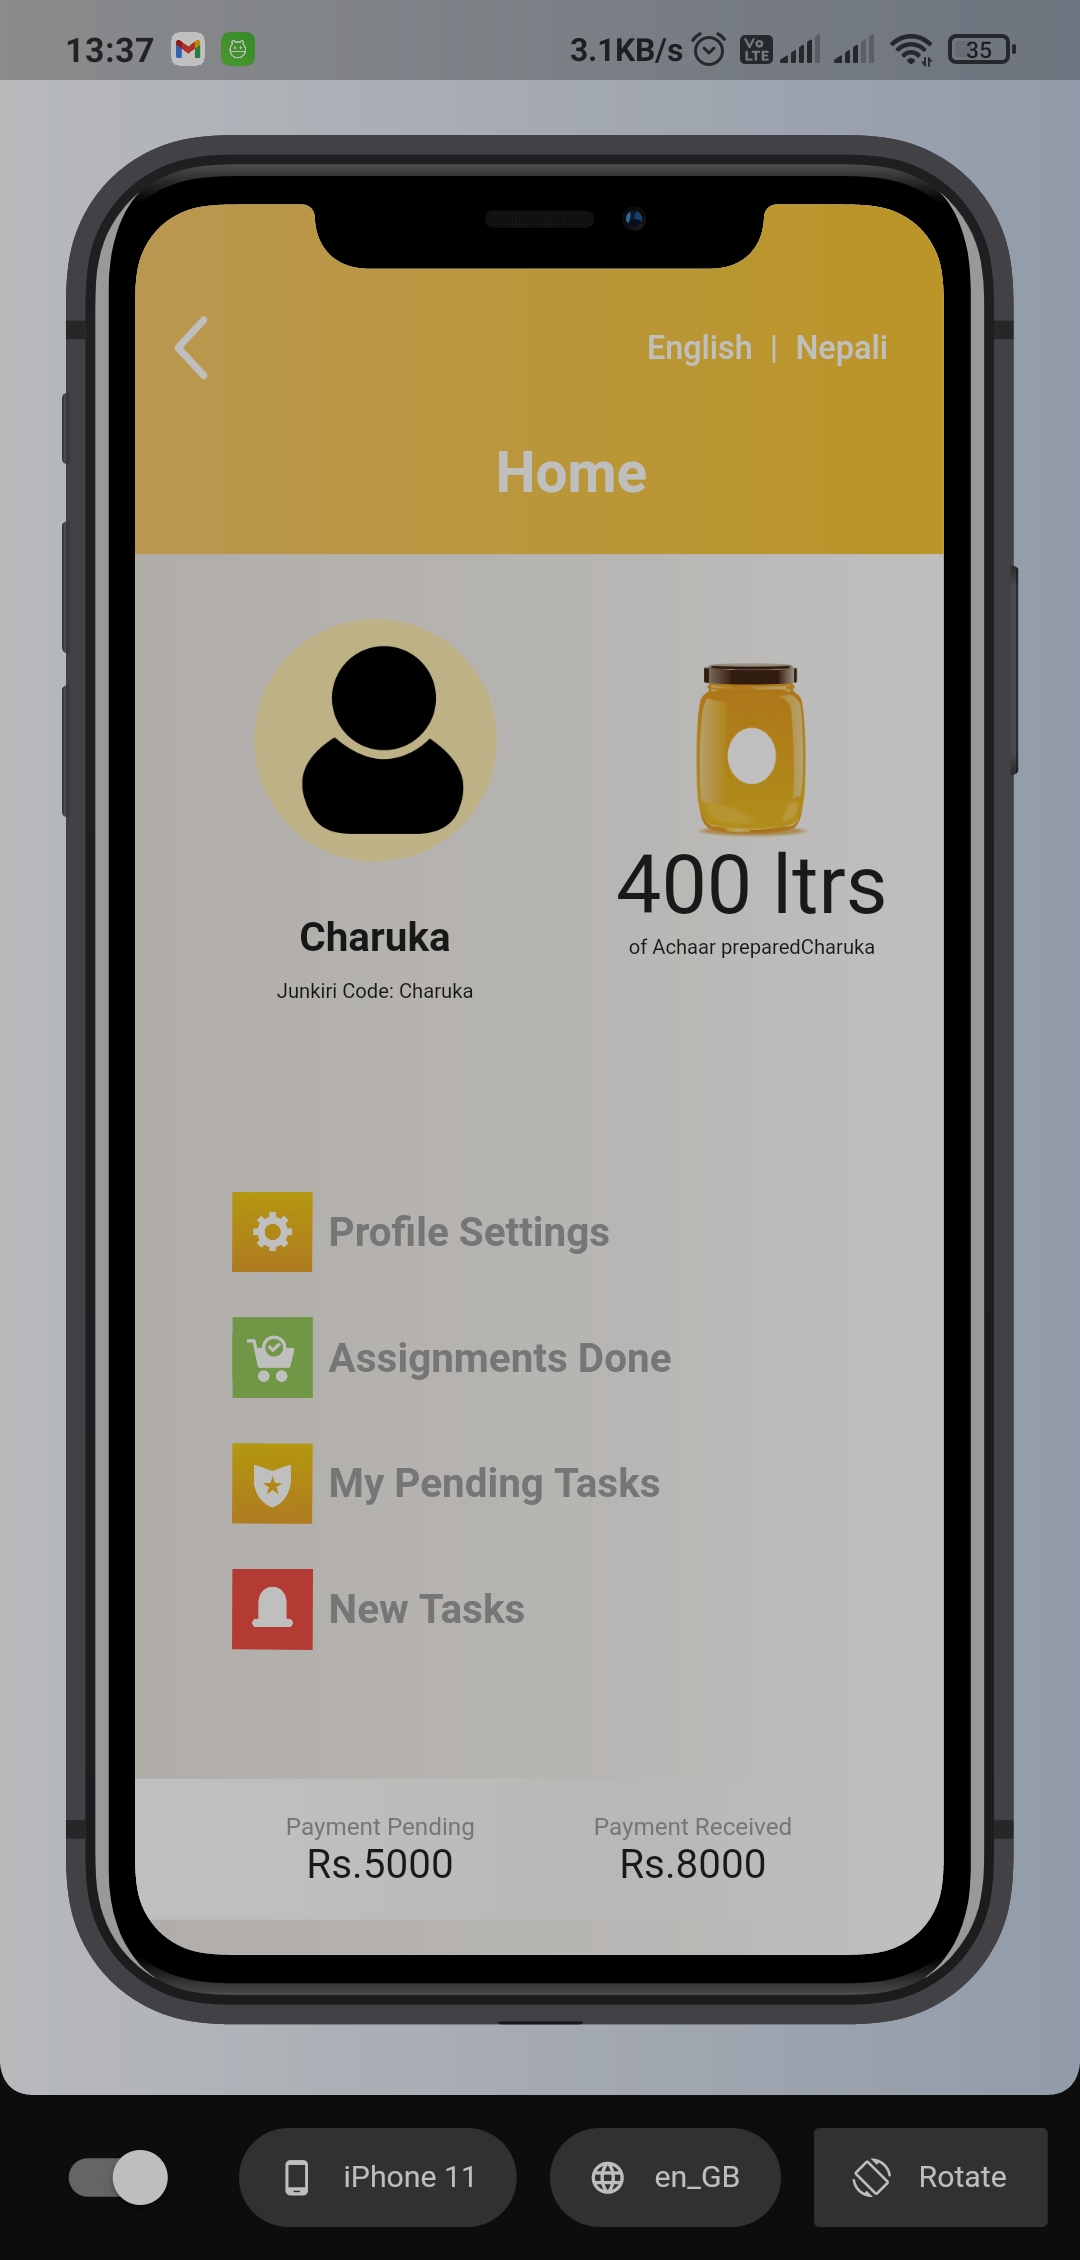 13:37 3.1KB/s Vo LTE 35
English | Nepali
Home
400 ltrs
of Achaar preparedCharuka
Charuka
Junkiri Code: Charuka
Profile Settings
Assignments Done
My Pending Tasks
New Tasks
Payment Pending Payment Received
Rs.5000 Rs.8000
iPhone 11 en_GB Rotate